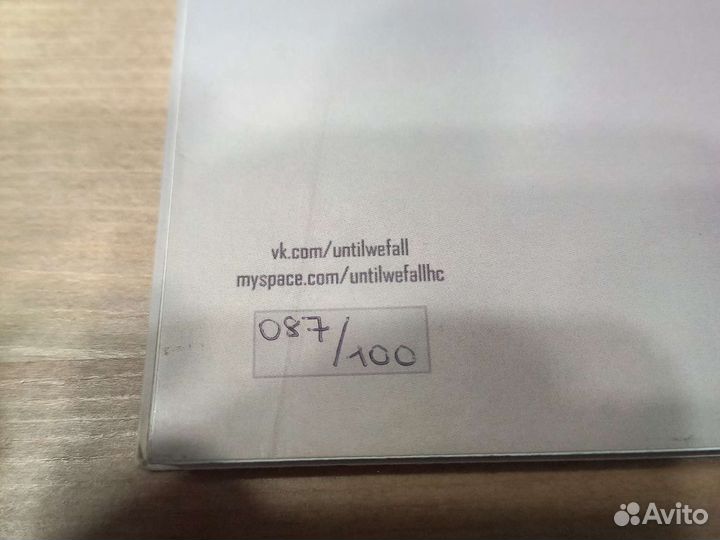 vk.com/untilwefall
myspace.com/untilwefallhc
087/100
Avito